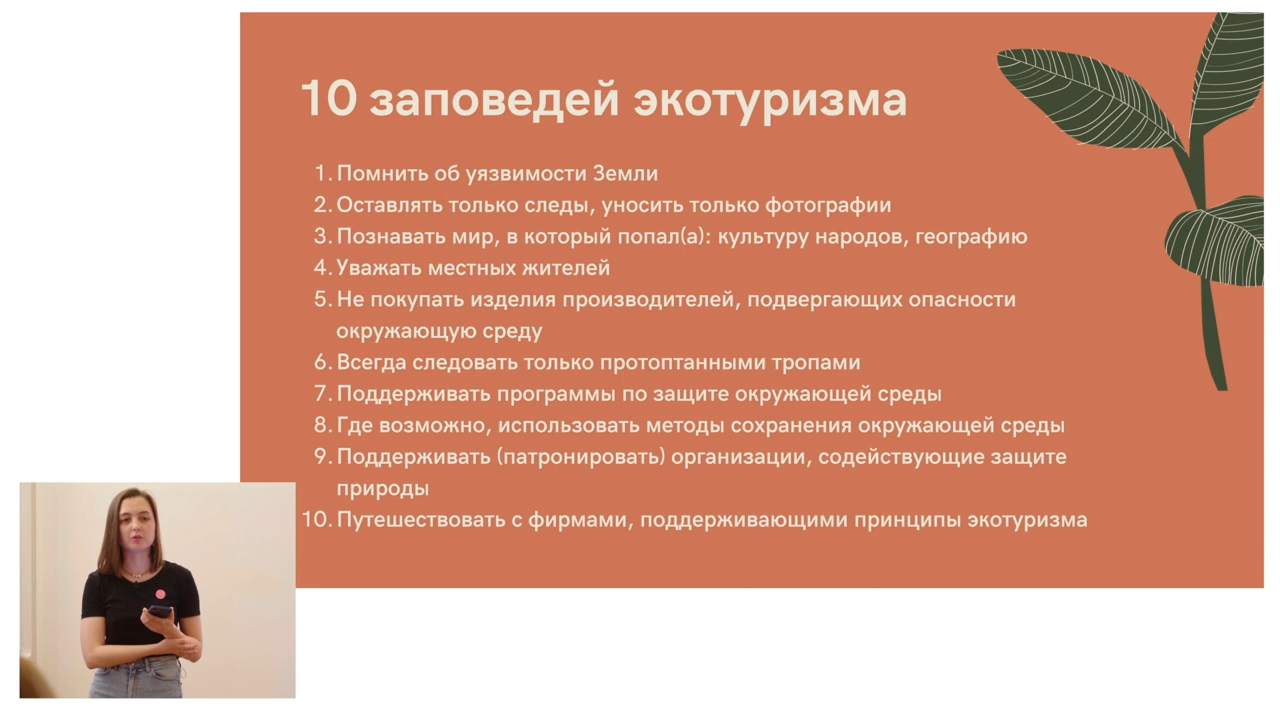 10 заповедей экотуризма
1. Помнить об уязвимости Земли
2. Оставлять только следы, уносить только фотографии
3. Познавать мир, в который попал(а): культуру народов, географию
4. Уважать местных жителей
5. Не покупать изделия производителей, подвергающих опасности
окружающую среду
6. Всегда следовать только протоптанными тропами
7. Поддерживать программы по защите окружающей среды
8. Где возможно, использовать методы сохранения окружающей среды
9. Поддерживать (патронировать) организации, содействующие защите
природы
10. Путешествовать с фирмами, поддерживающими принципы экотуризма